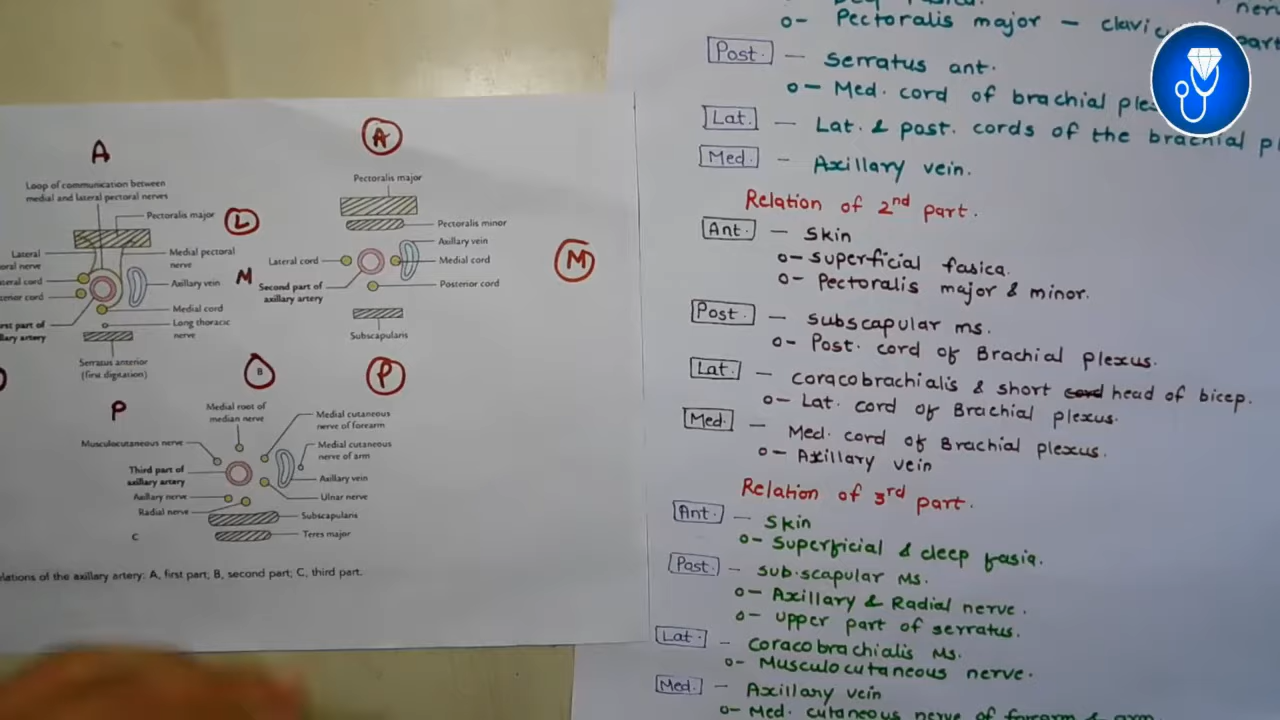 A
Loop of communication between
medial and lateral pectoral nerves
Pectoralis major
Lateral
Medial pectoral
nerve
Axillary vein
Medial cord
Long thoracic
nerve
Serratus anterior
(first digitation)
L
M
P
A
Pectoralis major
Pectoralis minor
Axillary vein
Lateral cord
Medial cord
Second part of
axillary artery
Posterior cord
Subscapularis
M
B
P
Medial root of
median nerve
Medial cutaneous
nerve of forearm
Musculocutaneous nerve
Medial cutaneous
nerve of arm
Third part of
axillary artery
Axillary vein
Axillary nerve
Ulnar nerve
Radial nerve
Subscapularis
Teres major
C
of the axillary artery: A, first part; B, second part; C, third part.
o- Pectoralis major -
Post. - Serratus ant.
o- Med. cord of brachial
Lat. - Lat. & post. cords of the brachial
Med. - Axillary vein.
Relation of 2nd part.
Ant. - Skin
o- Superficial fasica.
o- Pectoralis major & minor.
Post. - Subscapular ms.
o- Post. cord of Brachial plexus.
Lat. - coracobrachialis & short head of bicep.
o- Lat. cord of Brachial plexus.
Med. - Med. cord of Brachial plexus.
o- Axillary vein
Relation of 3rd part.
Ant. - Skin
o- Superficial & deep fasia.
Post. - Sub.scapular Ms.
o- Axillary & Radial nerve.
o- upper part of serratus.
Lat. - Coracobrachialis Ms.
o- Musculocutaneous nerve.
Med. - Axillary vein
o- Med. cutaneous nerve of forearm & arm